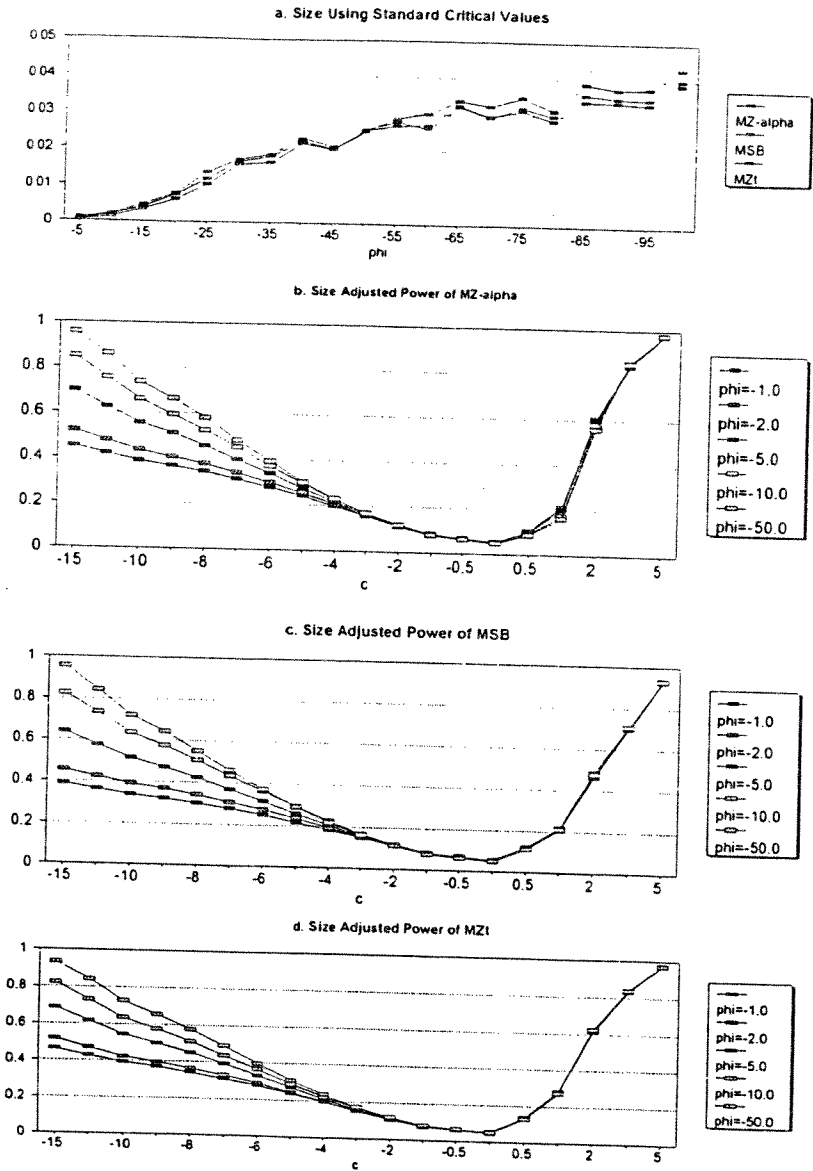 a. Size Using Standard Critical Values
0.05
0.04
0.03
0.02
0.01
0
-5 -15 -25 -35 -45 -55 -65 -75 -85 -95
phi
MZ-alpha
MSB
MZt
b. Size Adjusted Power of MZ-alpha
1
0.8
0.6
0.4
0.2
0
-15 -10 -8 -6 -4 -2 -0.5 0.5 2 5
c
phi=-1.0
phi=-2.0
phi=-5.0
phi=-10.0
phi=-50.0
c. Size Adjusted Power of MSB
1
0.8
0.6
0.4
0.2
0
-15 -10 -8 -6 -4 -2 -0.5 0.5 2 5
c
phi=-1.0
phi=-2.0
phi=-5.0
phi=-10.0
phi=-50.0
d. Size Adjusted Power of MZt
1
0.8
0.6
0.4
0.2
0
-15 -10 -8 -6 -4 -2 -0.5 0.5 2 5
c
phi=-1.0
phi=-2.0
phi=-5.0
phi=-10.0
phi=-50.0